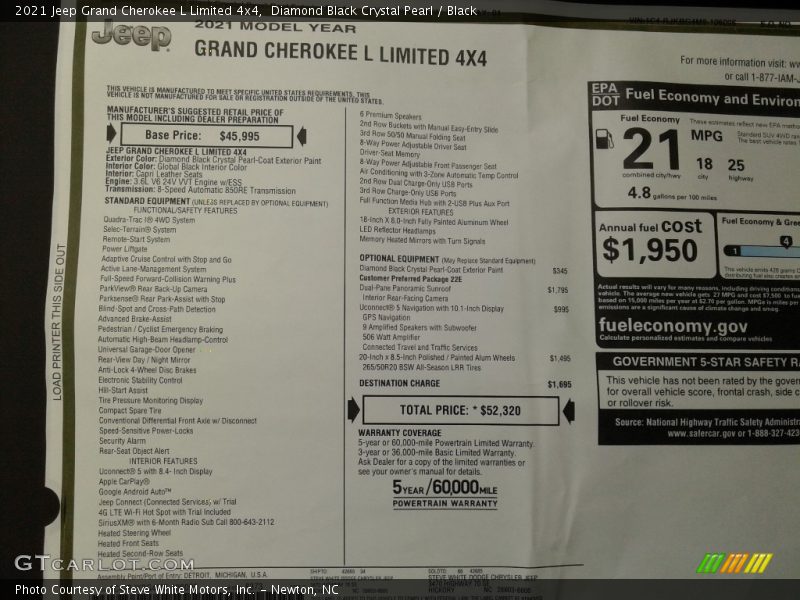 2021 Jeep Grand Cherokee L Limited 4x4, Diamond Black Crystal Pearl / Black
Jeep
2021 MODEL YEAR
GRAND CHEROKEE L LIMITED 4X4
THIS VEHICLE IS MANUFACTURED TO MEET SPECIFIC UNITED STATES REQUIREMENTS. THIS
VEHICLE IS NOT MANUFACTURED FOR SALE OR REGISTRATION OUTSIDE OF THE UNITED STATES.
MANUFACTURER'S SUGGESTED RETAIL PRICE OF
THIS MODEL INCLUDING DEALER PREPARATION
Base Price: $45,995
JEEP GRAND CHEROKEE L LIMITED 4X4
Exterior Color: Diamond Black Crystal Pearl-Coat Exterior Paint
Interior Color: Global Black Interior Color
Interior: Capri Leather Seats
Engine: 3.6L V6 24V VVT Engine w/ESS
Transmission: 8-Speed Automatic 850RE Transmission
STANDARD EQUIPMENT (UNLESS REPLACED BY OPTIONAL EQUIPMENT)
FUNCTIONAL/SAFETY FEATURES
Quadra-Trac I® 4WD System
Selec-Terrain® System
Remote-Start System
Power Liftgate
Adaptive Cruise Control with Stop and Go
Active Lane-Management System
Full-Speed Forward-Collision Warning Plus
ParkView® Rear Back-Up Camera
Parksense® Rear Park-Assist with Stop
Blind-Spot and Cross-Path Detection
Advanced Brake-Assist
Pedestrian / Cyclist Emergency Braking
Automatic High-Beam Headlamp-Control
Universal Garage-Door Opener
Rear-View Day / Night Mirror
Anti-Lock 4-Wheel Disc Brakes
Electronic Stability Control
Hill-Start Assist
Tire Pressure Monitoring Display
Compact Spare Tire
Conventional Differential Front Axle w/ Disconnect
Speed-Sensitive Power-Locks
Security Alarm
Rear-Seat Object Alert
INTERIOR FEATURES
Uconnect® 5 with 8.4- Inch Display
Apple CarPlay®
Google Android Auto™
Jeep Connect (Connected Services) w/ Trial
4G LTE Wi-Fi Hot Spot with Trial Included
SiriusXM® with 6-Month Radio Sub Call 800-643-2112
Heated Steering Wheel
Heated Front Seats
Heated Second-Row Seats
Assembly Point/Port of Entry: DETROIT, MICHIGAN, U.S.A.
LOAD PRINTER THIS SIDE OUT
6 Premium Speakers
2nd Row Buckets with Manual Easy-Entry Slide
3rd Row 50/50 Manual Folding Seat
8-Way Power Adjustable Driver Seat
Driver-Seat Memory
8-Way Power Adjustable Front Passenger Seat
Air Conditioning with 3-Zone Automatic Temp Control
2nd Row Dual Charge-Only USB Ports
3rd Row Charge-Only USB Ports
Full Function Media Hub with 2-USB Plus Aux Port
EXTERIOR FEATURES
18-Inch X 8.0-Inch Fully Painted Aluminum Wheel
LED Reflector Headlamps
Memory Heated Mirrors with Turn Signals
OPTIONAL EQUIPMENT (May Replace Standard Equipment)
Diamond Black Crystal Pearl-Coat Exterior Paint $345
Customer Preferred Package 22E
Dual-Pane Panoramic Sunroof $1,795
Interior Rear-Facing Camera
Uconnect® 5 Navigation with 10.1-Inch Display $995
GPS Navigation
9 Amplified Speakers with Subwoofer
506 Watt Amplifier
Connected Travel and Traffic Services
20-Inch x 8.5-Inch Polished / Painted Alum Wheels $1,495
265/50R20 BSW All-Season LRR Tires
DESTINATION CHARGE $1,695
TOTAL PRICE: * $52,320
WARRANTY COVERAGE
5-year or 60,000-mile Powertrain Limited Warranty.
3-year or 36,000-mile Basic Limited Warranty.
Ask Dealer for a copy of the limited warranties or
see your owner's manual for details.
5 YEAR/60,000 MILE
POWERTRAIN WARRANTY
For more information visit: ww
or call 1-877-IAM-J
EPA
DOT
Fuel Economy and Environ
Fuel Economy
21
MPG
combined city/hwy
18
city
25
highway
4.8 gallons per 100 miles
Annual fuel cost
$1,950
Fuel Economy & Gree
1
4
fueleconomy.gov
Calculate personalized estimates and compare vehicles
GOVERNMENT 5-STAR SAFETY RA
This vehicle has not been rated by the govern
for overall vehicle score, frontal crash, side c
or rollover risk.
Source: National Highway Traffic Safety Administra
www.safercar.gov or 1-888-327-423
GTCARLOT.COM
Photo Courtesy of Steve White Motors, Inc. – Newton, NC